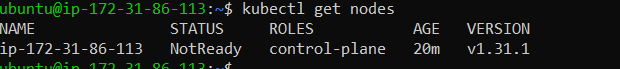 ubuntu@ip-172-31-86-113:~$ kubectl get nodes
NAME STATUS ROLES AGE VERSION
ip-172-31-86-113 NotReady control-plane 20m v1.31.1
ubuntu@ip-172-31-86-113:~$